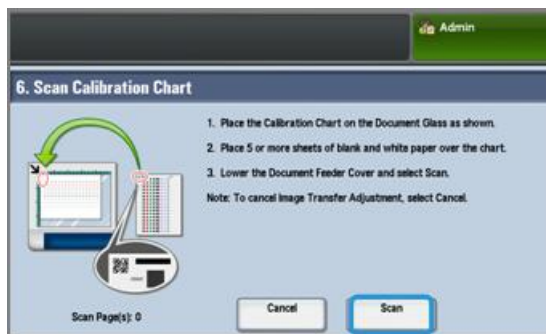 Admin
6. Scan Calibration Chart
1. Place the Calibration Chart on the Document Glass as shown.
2. Place 5 or more sheets of blank and white paper over the chart.
3. Lower the Document Feeder Cover and select Scan.
Note: To cancel Image Transfer Adjustment, select Cancel.
Scan Page(s): 0
Cancel
Scan